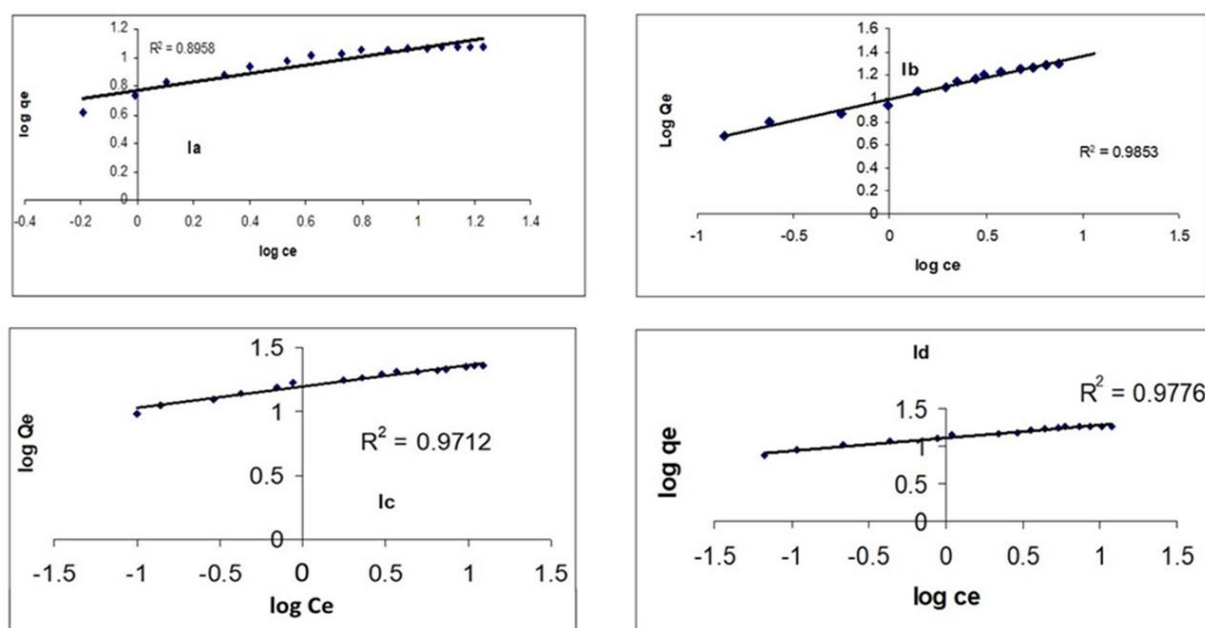 1.2
R² = 0.8958
1
0.8
0.6
0.4
0.2
0
-0.4 -0.2 0 0.2 0.4 0.6 0.8 1 1.2 1.4
log qe
Ia
log ce
1.6
1.4
1.2
1
0.8
0.6
0.4
0.2
0
-1 -0.5 0 0.5 1 1.5
Log Qe
Ib
R² = 0.9853
log ce
1.5
1
0.5
0
-1.5 -1 -0.5 0 0.5 1 1.5
log Qe
R² = 0.9712
Ic
log Ce
Id
R² = 0.9776
1.5
1
0.5
0
-1.5 -1 -0.5 0 0.5 1 1.5
log qe
log ce